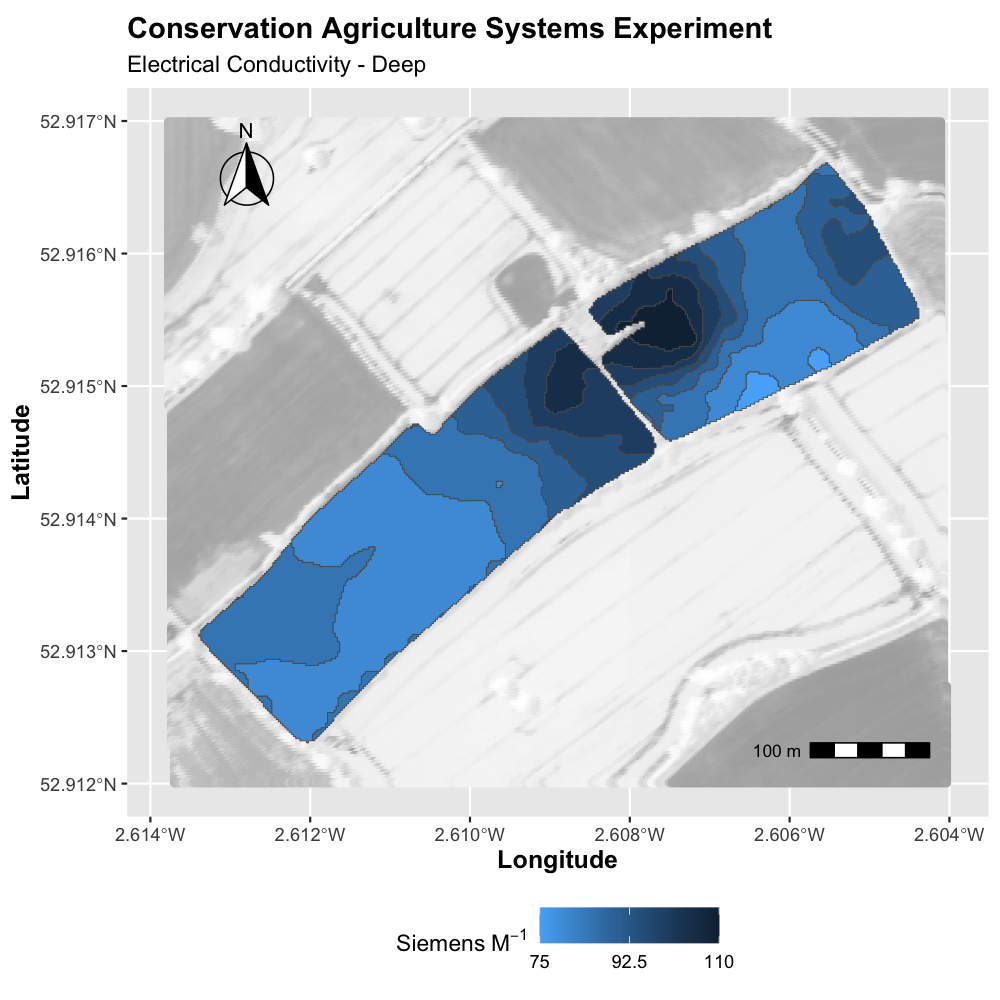 Conservation Agriculture Systems Experiment
Electrical Conductivity - Deep
N
52.917°N
52.916°N
52.915°N
52.914°N
52.913°N
52.912°N
Latitude
100 m
2.614°W 2.612°W 2.610°W 2.608°W 2.606°W 2.604°W
Longitude
Siemens M⁻¹
75 92.5 110